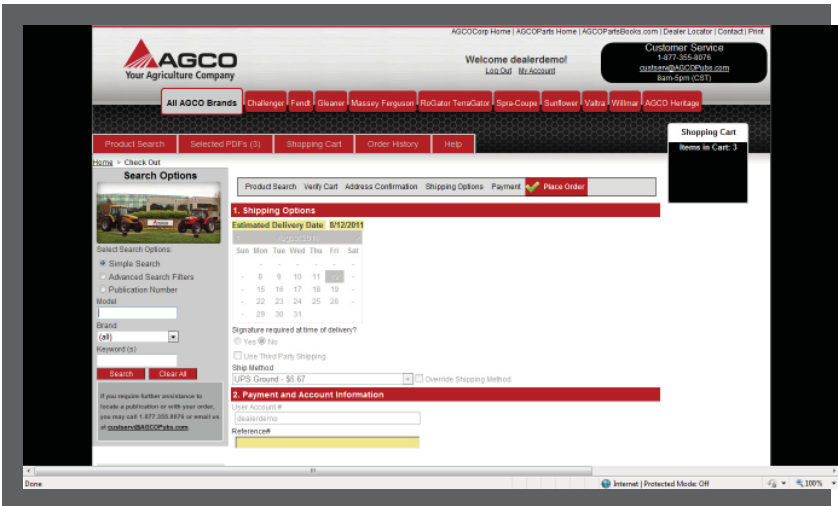 AGCOCorp Home | AGCOParts Home | AGCOPartsBooks.com | Dealer Locator | Contact | Print
AGCO
Your Agriculture Company
Welcome dealerdemo!
Log Out My Account
Customer Service
1-877-355-8076
custserv@AGCOPubs.com
8am-5pm (CST)
All AGCO Brands Challenger Fendt Gleaner Massey Ferguson RoGator TerraGator Spra-Coupe Sunflower Valtra Willmar AGCO Heritage
Product Search Selected PDFs (3) Shopping Cart Order History Help
Shopping Cart
Items in Cart: 3
Home > Check Out
Search Options
Select Search Options:
Simple Search
Advanced Search Filters
Publication Number
Model
Brand
(all)
Keyword (s)
Search Clear All
If you require further assistance to
locate a publication or with your order,
you may call 1.877.355.8076 or email us
at custserv@AGCOPubs.com.
Product Search Verify Cart Address Confirmation Shipping Options Payment Place Order
1. Shipping Options
Estimated Delivery Date 8/12/2011
Sun Mon Tue Wed Thu Fri Sat
- - - - - -
- 8 9 10 11 12 -
- 15 16 17 18 19 -
- 22 23 24 25 26 -
- 29 30 31
Signature required at time of delivery?
Yes No
Use Third Party Shipping
Ship Method
UPS Ground - $5.67 Override Shipping Method
2. Payment and Account Information
User Account #
dealerdemo
Reference#
Done
Internet | Protected Mode: Off
100%